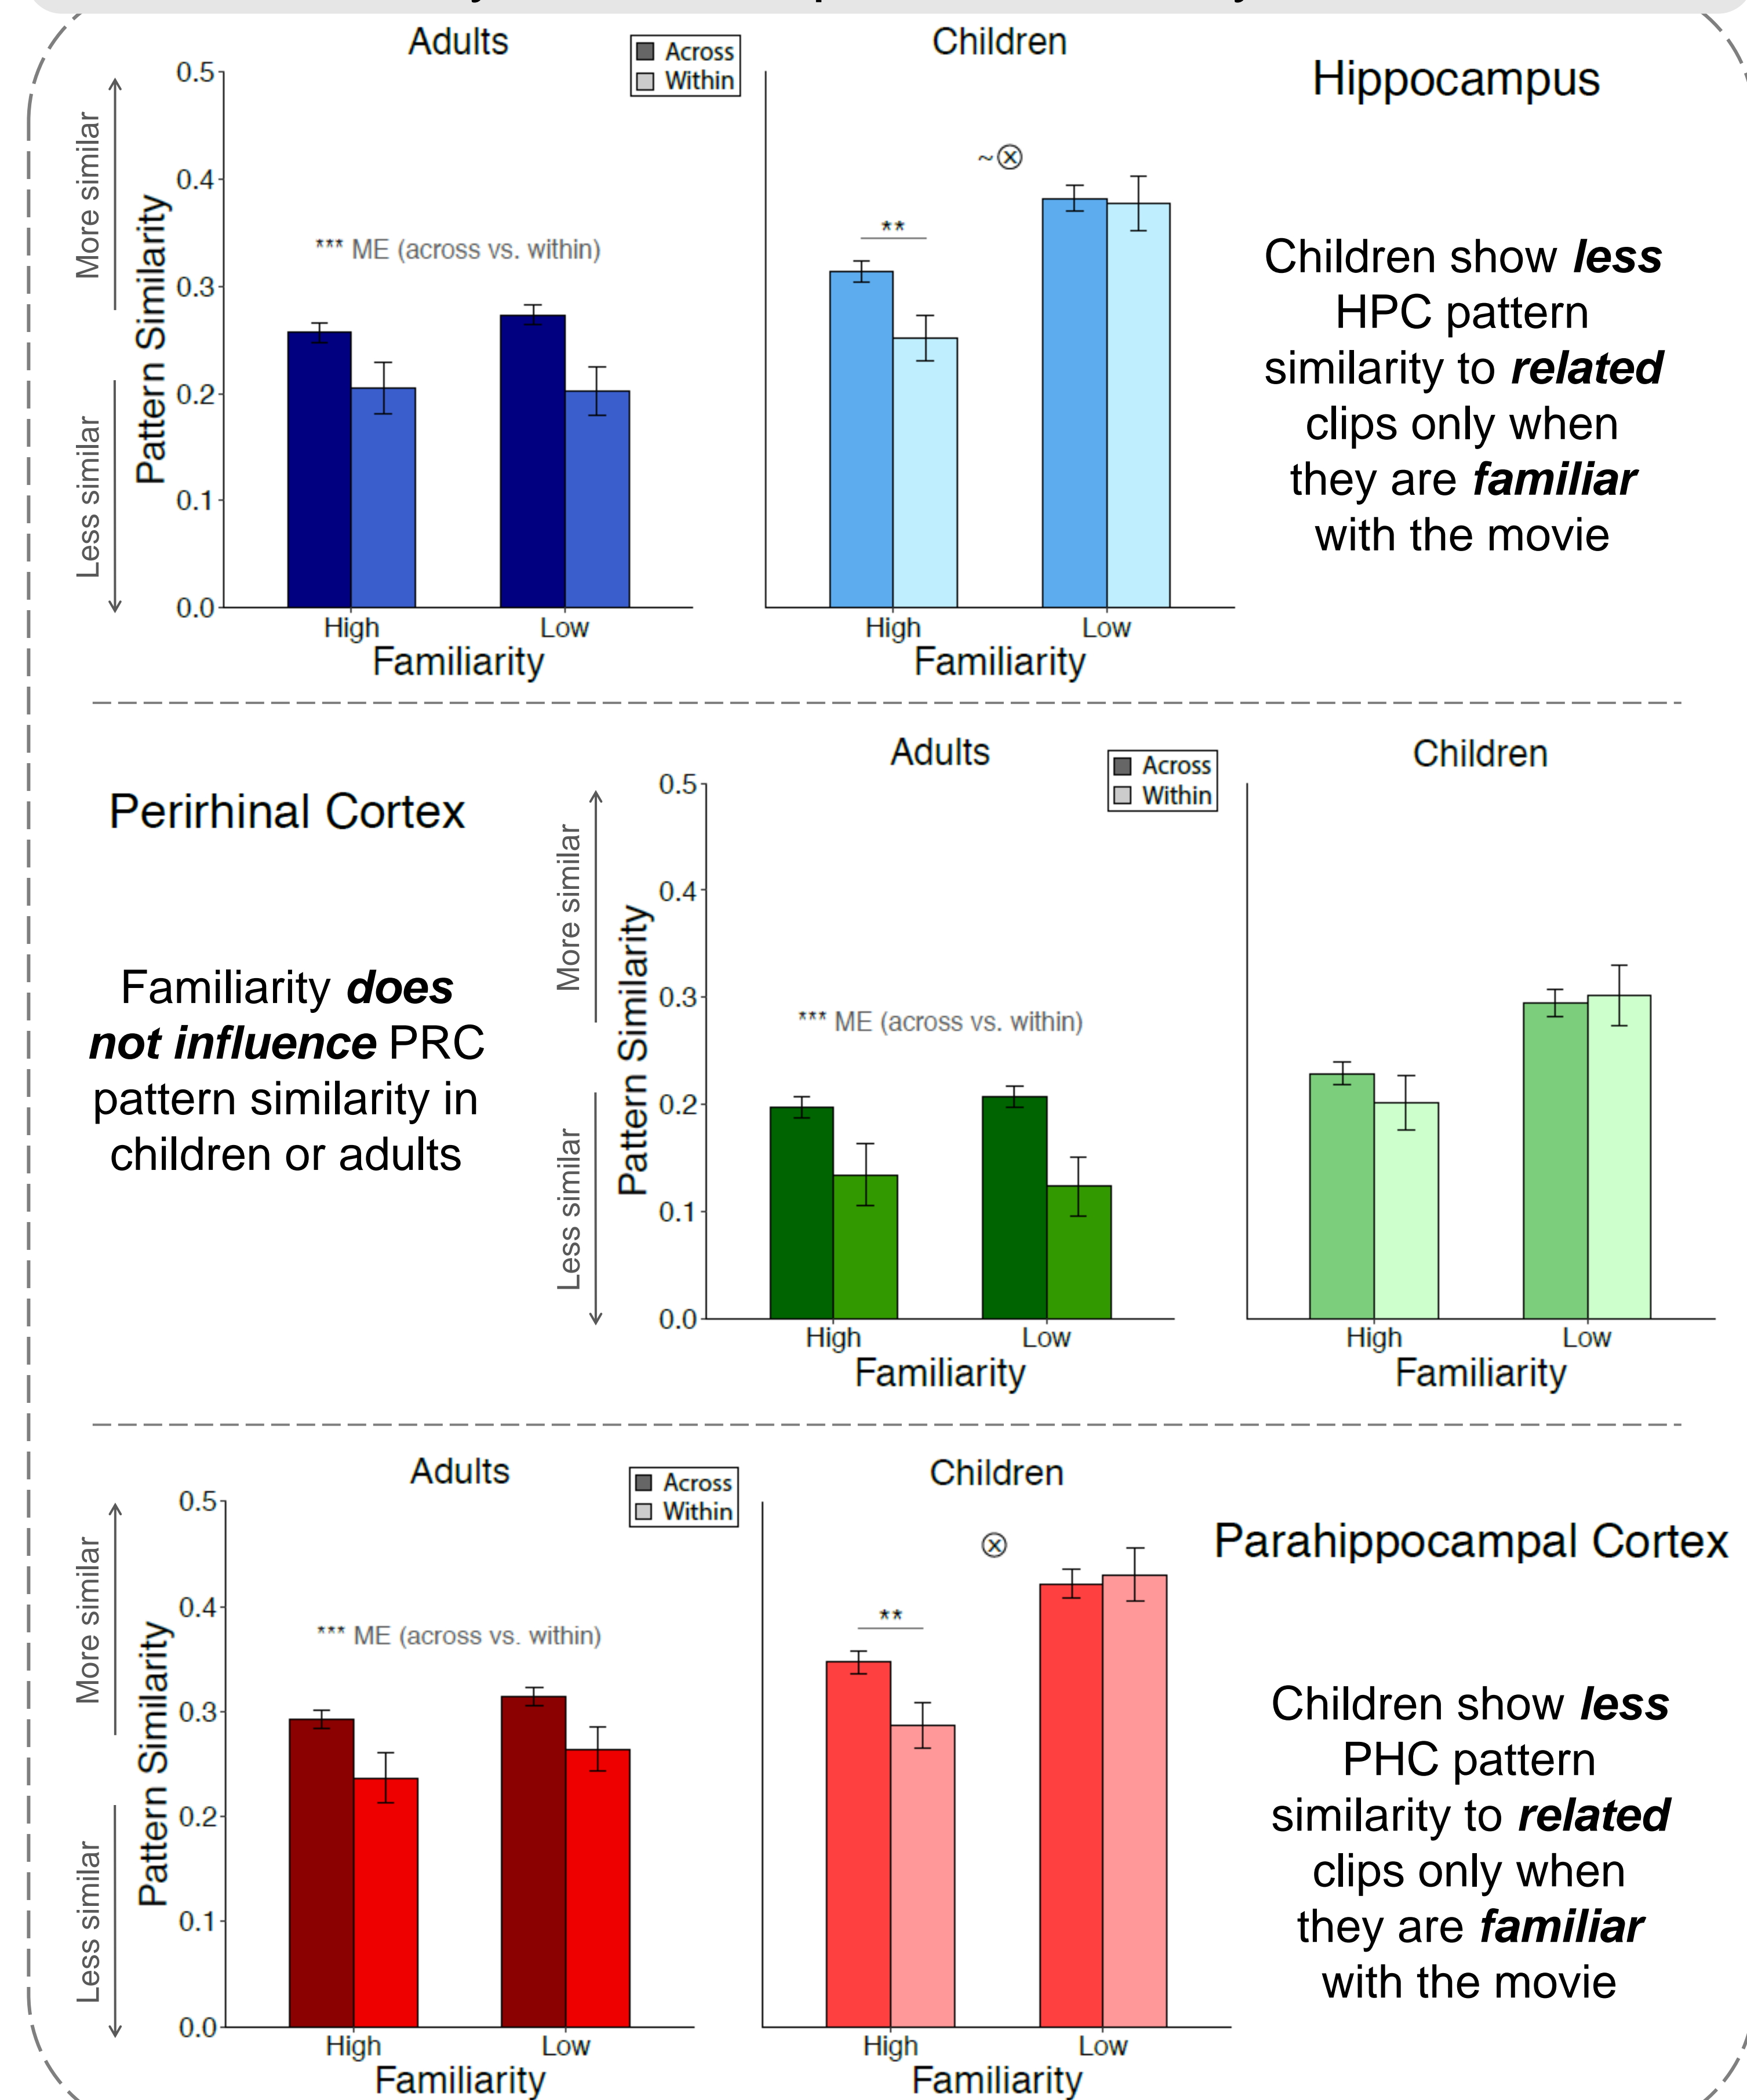 Adults
Across
Within
Children
Hippocampus
More similar
Less similar
Pattern Similarity
0.5
0.4
0.3
0.2
0.1
0.0
*** ME (across vs. within)
~ⓧ
**
High
Low
Familiarity
High
Low
Familiarity
Children show less
HPC pattern
similarity to related
clips only when
they are familiar
with the movie
Perirhinal Cortex
Familiarity does
not influence PRC
pattern similarity in
children or adults
Adults
Across
Within
Children
More similar
Less similar
Pattern Similarity
0.5
0.4
0.3
0.2
0.1
0.0
*** ME (across vs. within)
High
Low
Familiarity
High
Low
Familiarity
Adults
Across
Within
Children
Parahippocampal Cortex
More similar
Less similar
Pattern Similarity
0.5
0.4
0.3
0.2
0.1
0.0
*** ME (across vs. within)
ⓧ
**
High
Low
Familiarity
High
Low
Familiarity
Children show less
PHC pattern
similarity to related
clips only when
they are familiar
with the movie